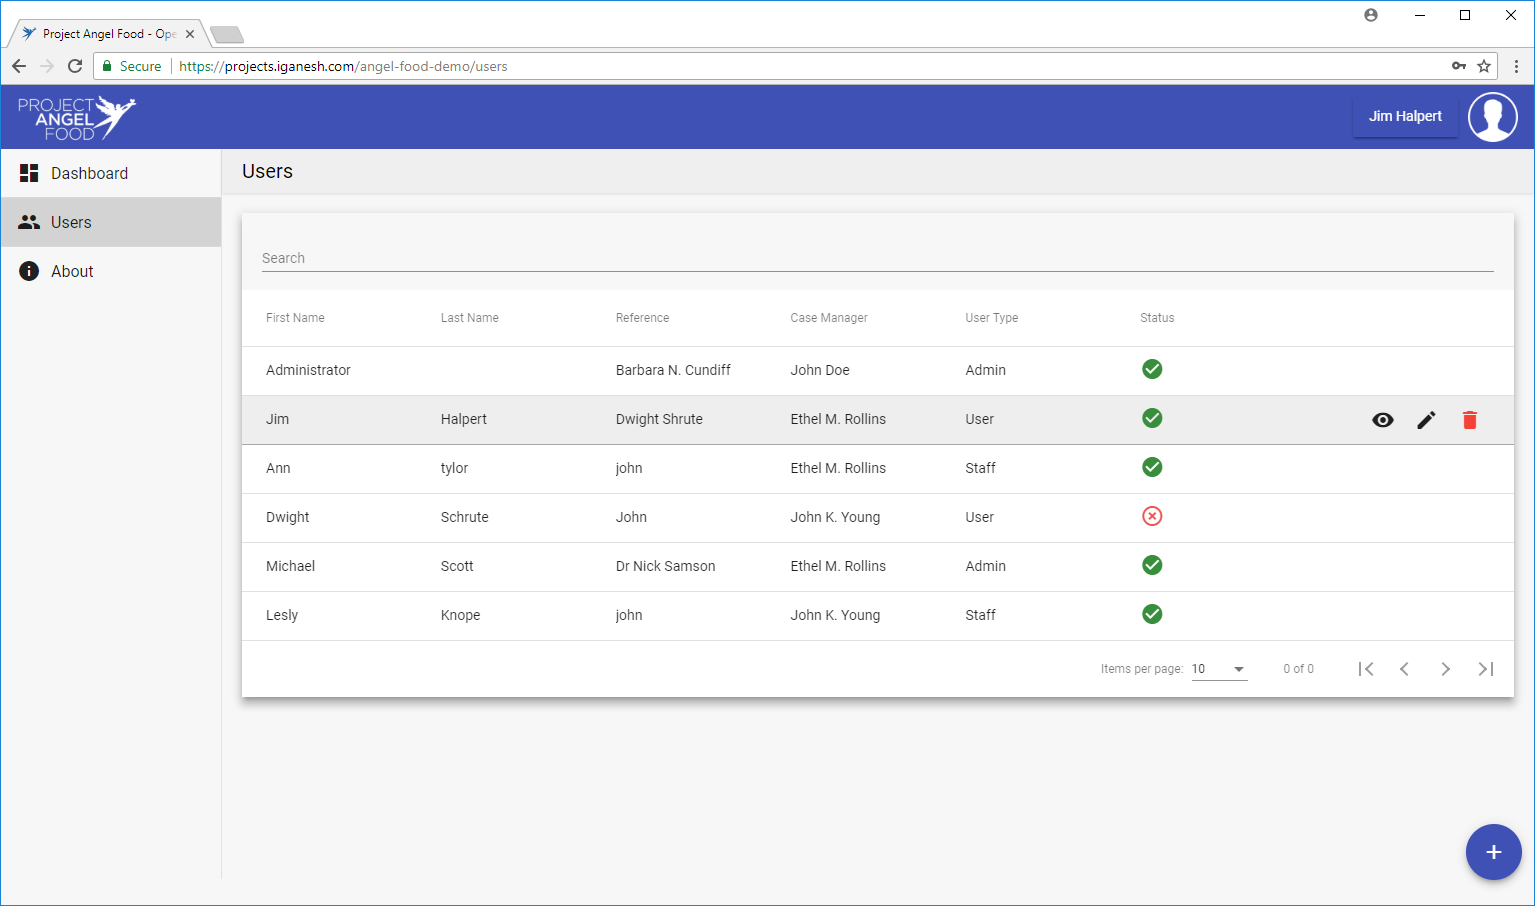 Project Angel Food - Ope
Secure
https://projects.iganesh.com/angel-food-demo/users
PROJECT
ANGEL
FOOD
Jim Halpert
Dashboard
Users
About
Users
Search
First Name Last Name Reference Case Manager User Type Status
Administrator Barbara N. Cundiff John Doe Admin
Jim Halpert Dwight Shrute Ethel M. Rollins User
Ann tylor john Ethel M. Rollins Staff
Dwight Schrute John John K. Young User
Michael Scott Dr Nick Samson Ethel M. Rollins Admin
Lesly Knope john John K. Young Staff
Items per page: 10 0 of 0